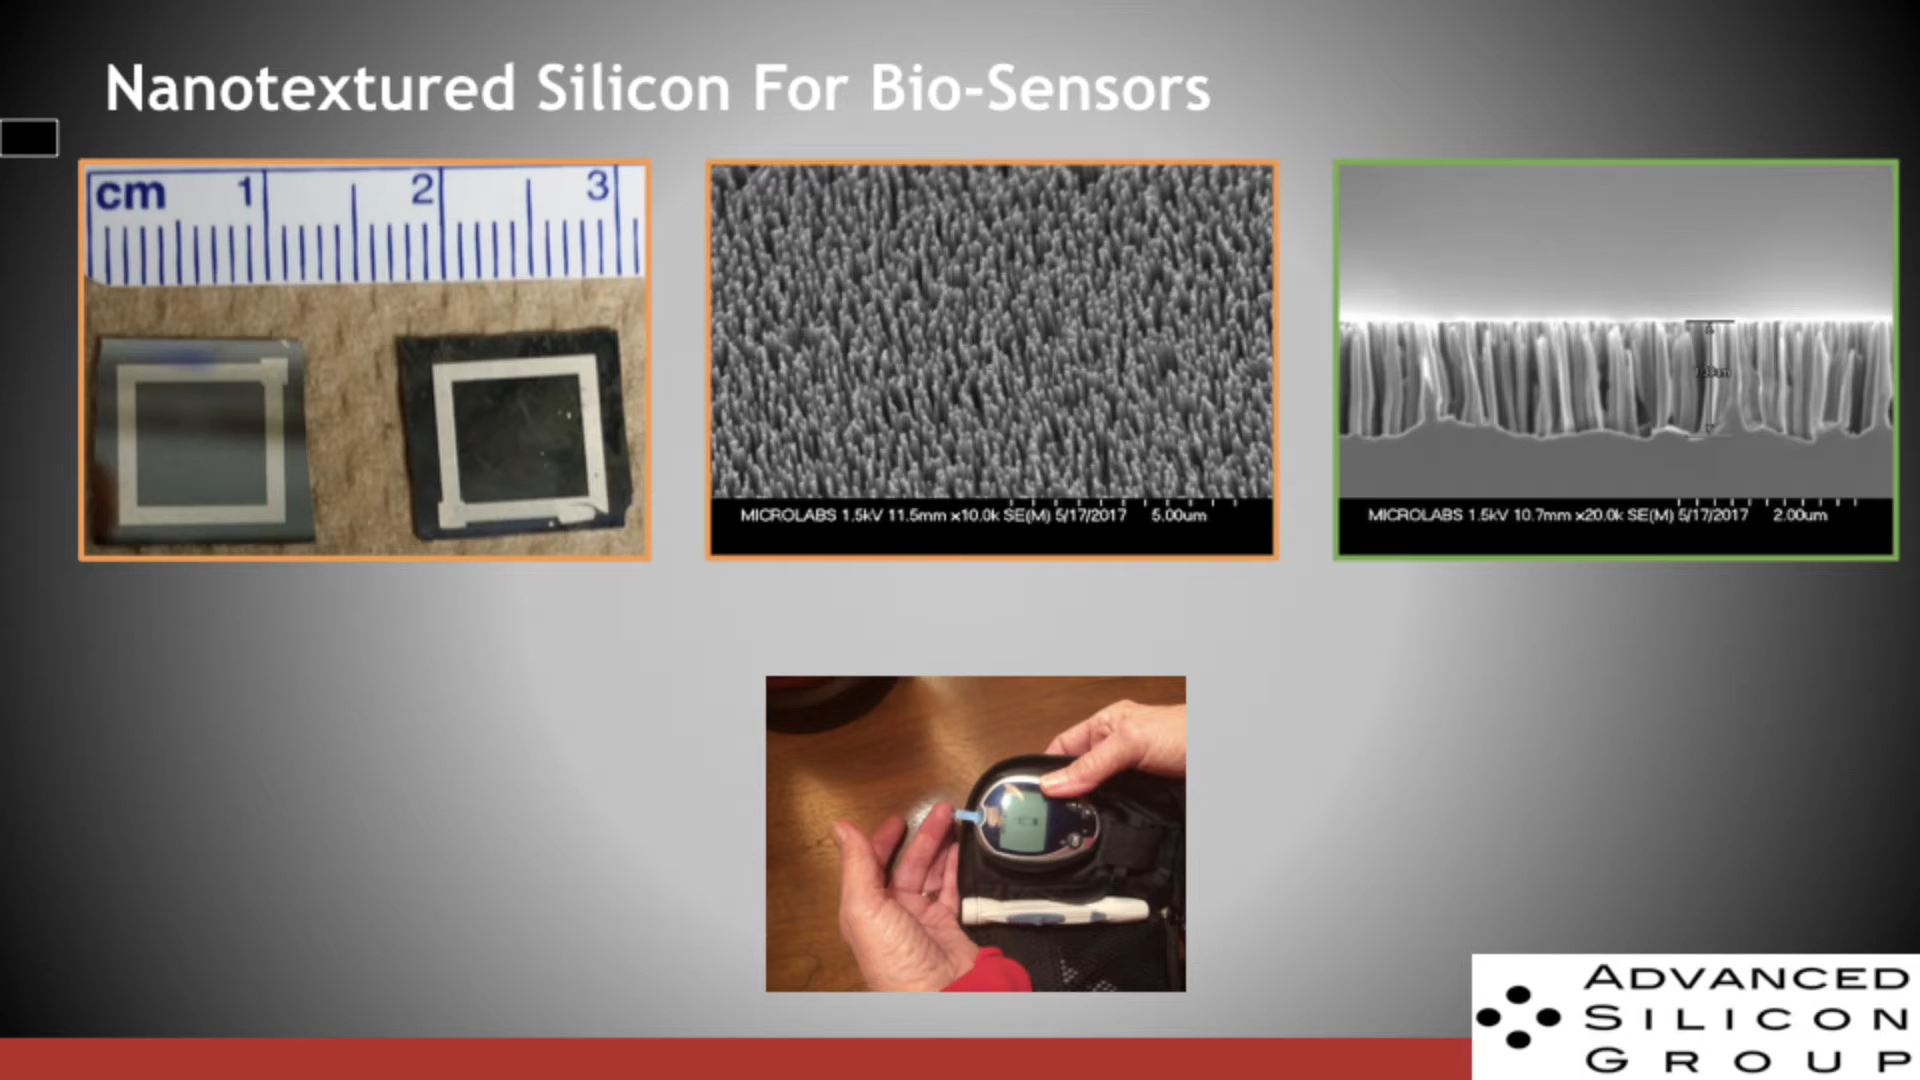 Nanotextured Silicon For Bio-Sensors
cm 1 2 3
MICROLABS 1.5kV 11.5mm x10.0k SE(M) 5/17/2017 5.00um
MICROLABS 1.5kV 10.7mm x20.0k SE(M) 5/17/2017 2.00um
ADVANCED
SILICON
GROUP